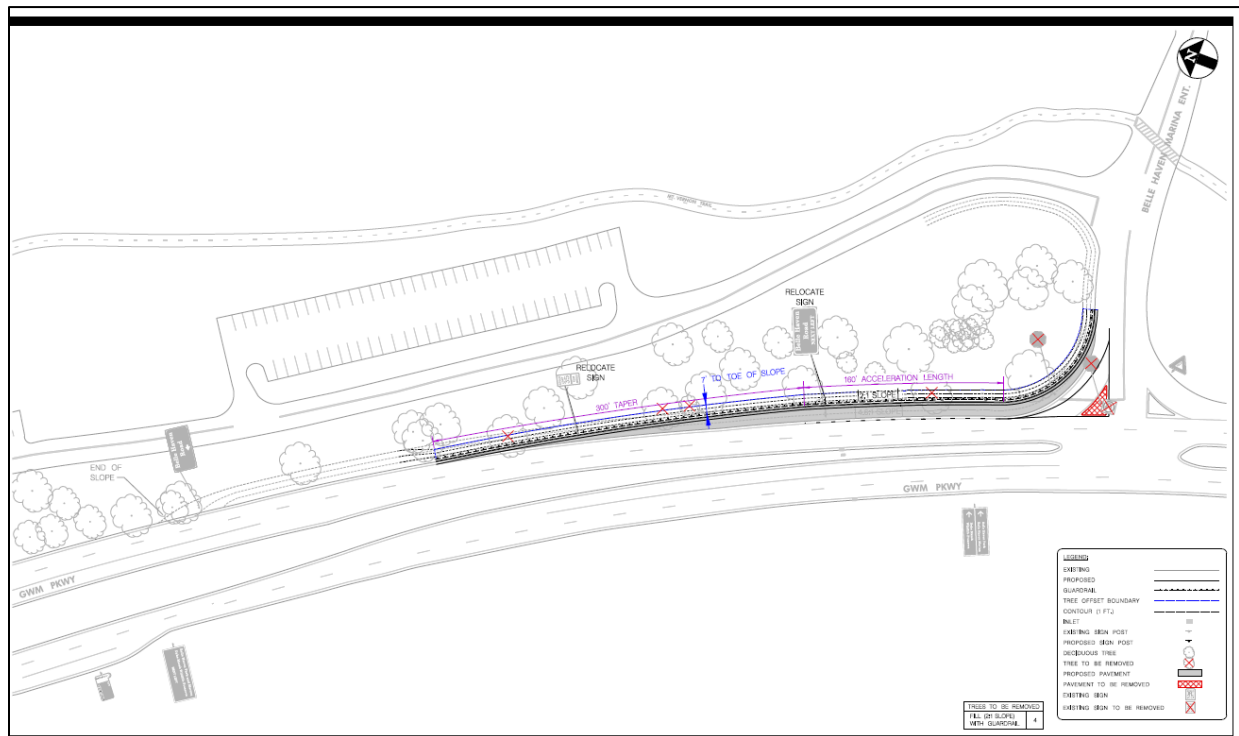 N
BELLE HAVEN MARINA ENT.
RELOCATE
SIGN
Belle Haven
Road
RELOCATE
SIGN
7' TO TOE OF SLOPE
160' ACCELERATION LENGTH
300' TAPER
2:1 SLOPE
END OF
SLOPE
GWM PKWY
GWM PKWY
LEGEND:
EXISTING
PROPOSED
GUARDRAIL
TREE OFFSET BOUNDARY
CONTOUR (1 FT.)
INLET
EXISTING SIGN POST
PROPOSED SIGN POST
DECIDUOUS TREE
TREE TO BE REMOVED
PROPOSED PAVEMENT
PAVEMENT TO BE REMOVED
EXISTING SIGN
EXISTING SIGN TO BE REMOVED
TREES TO BE REMOVED
FILL (2:1 SLOPE)
WITH GUARDRAIL 4